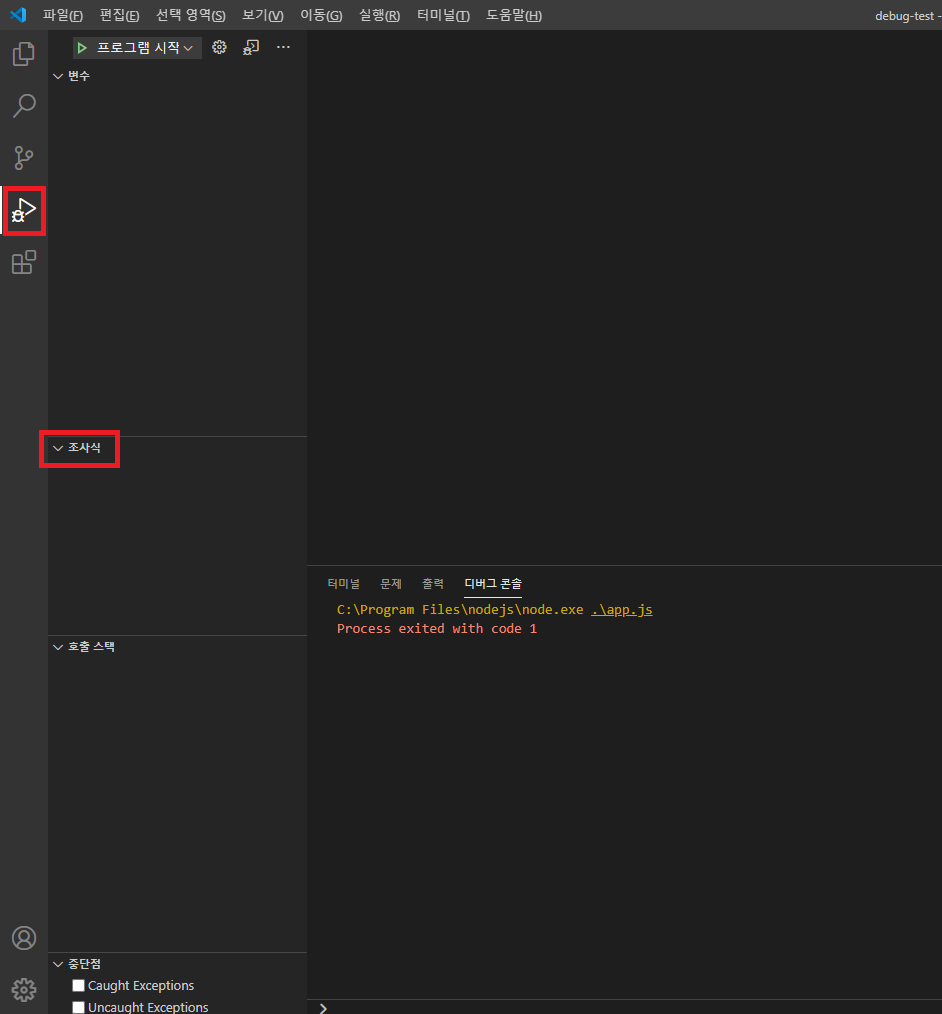 파일(F) 편집(E) 선택 영역(S) 보기(V) 이동(G) 실행(R) 터미널(T) 도움말(H) debug-test -
프로그램 시작
변수
조사식
호출 스택
중단점
Caught Exceptions
Uncaught Exceptions
터미널 문제 출력 디버그 콘솔
C:\Program Files\nodejs\node.exe .\app.js
Process exited with code 1